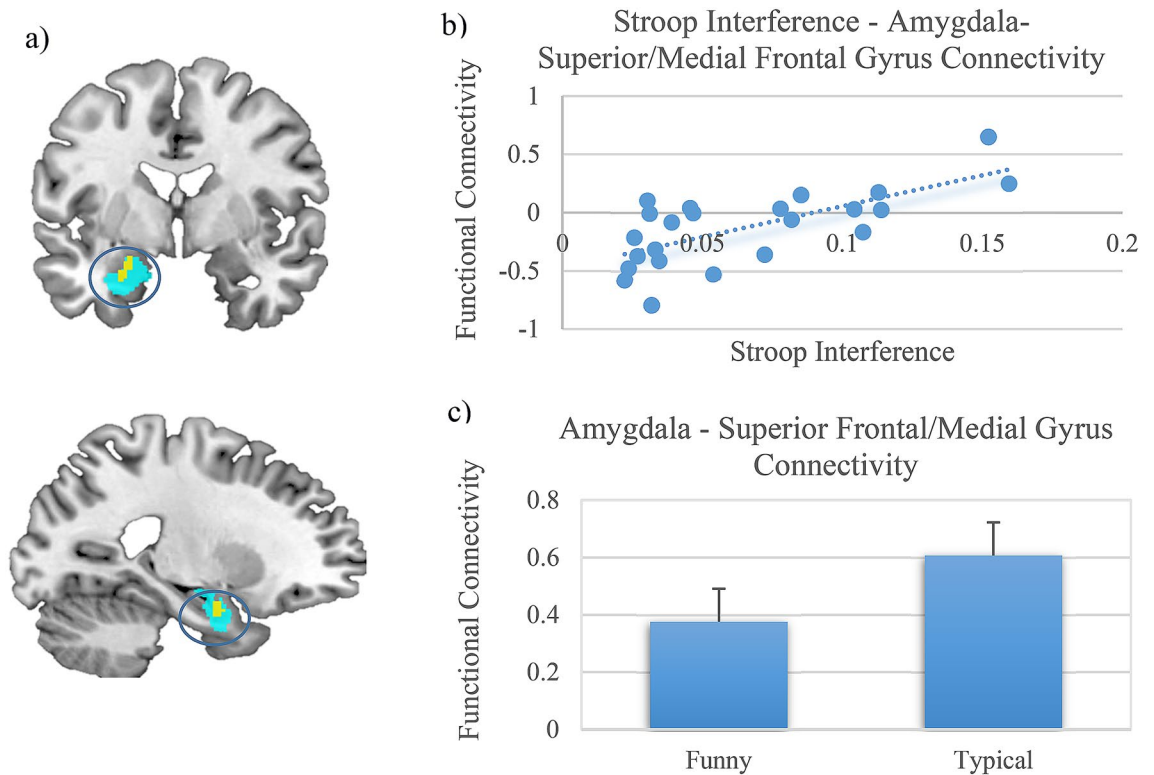 a)
b)
Stroop Interference - Amygdala-
Superior/Medial Frontal Gyrus Connectivity
Functional Connectivity
1
0.5
0
-0.5
-1
0
0.05
0.1
0.15
0.2
Stroop Interference
c)
Amygdala - Superior Frontal/Medial Gyrus
Connectivity
Functional Connectivity
0.8
0.6
0.4
0.2
0
Funny
Typical